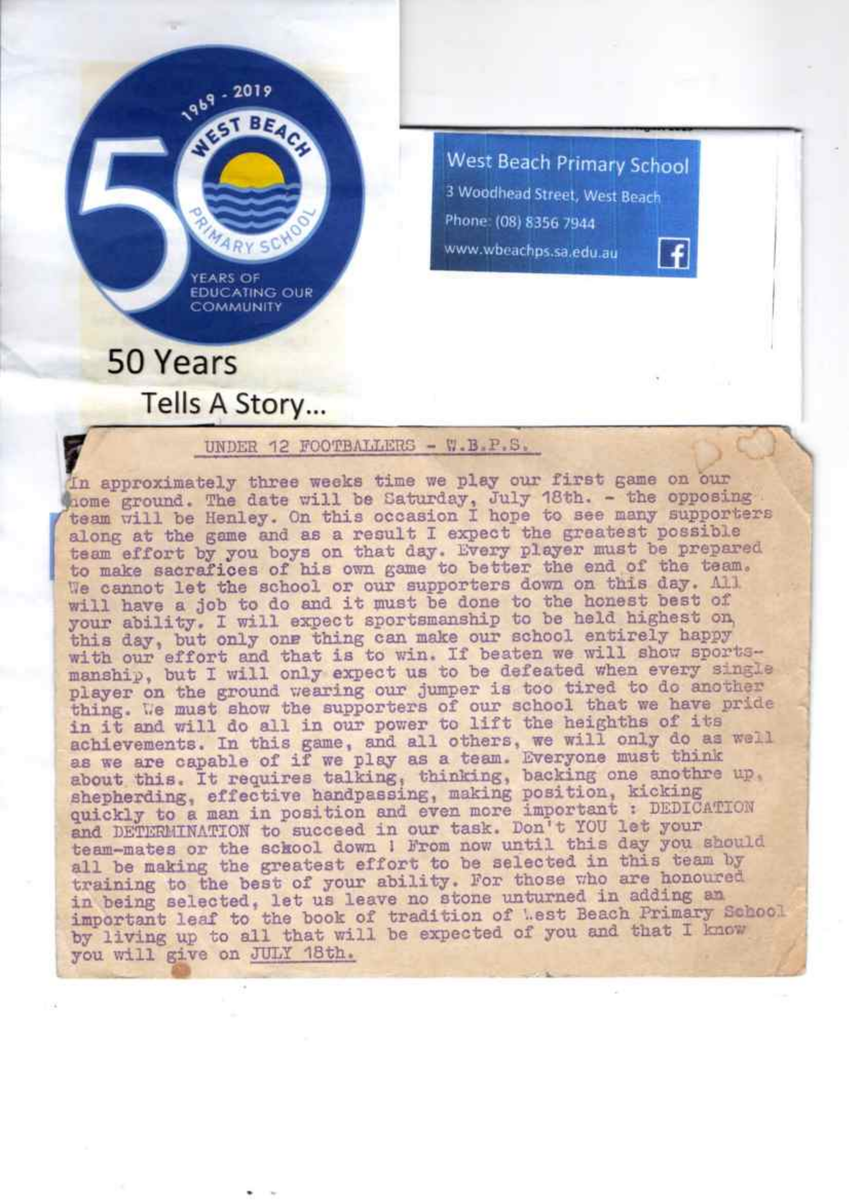 1969 - 2019
50
WEST BEACH
PRIMARY SCHOOL
YEARS OF
EDUCATING OUR
COMMUNITY
50 Years
Tells A Story...
West Beach Primary School
3 Woodhead Street, West Beach
Phone: (08) 8356 7944
www.wbeachps.sa.edu.au
f
UNDER 12 FOOTBALLERS - W.B.P.S.
In approximately three weeks time we play our first game on our
home ground. The date will be Saturday, July 18th. - the opposing
team will be Henley. On this occasion I hope to see many supporters
along at the game and as a result I expect the greatest possible
team effort by you boys on that day. Every player must be prepared
to make sacrafices of his own game to better the end of the team.
We cannot let the school or our supporters down on this day. All
will have a job to do and it must be done to the honest best of
your ability. I will expect sportsmanship to be held highest on
this day, but only one thing can make our school entirely happy
with our effort and that is to win. If beaten we will show sports-
manship, but I will only expect us to be defeated when every single
player on the ground wearing our jumper is too tired to do another
thing. We must show the supporters of our school that we have pride
in it and will do all in our power to lift the heighths of its
achievements. In this game, and all others, we will only do as well
as we are capable of if we play as a team. Everyone must think
about this. It requires talking, thinking, backing one anothre up,
shepherding, effective handpassing, making position, kicking
quickly to a man in position and even more important : DEDICATION
and DETERMINATION to succeed in our task. Don't YOU let your
team-mates or the school down ! From now until this day you should
all be making the greatest effort to be selected in this team by
training to the best of your ability. For those who are honoured
in being selected, let us leave no stone unturned in adding an
important leaf to the book of tradition of West Beach Primary School
by living up to all that will be expected of you and that I know
you will give on JULY 18th.